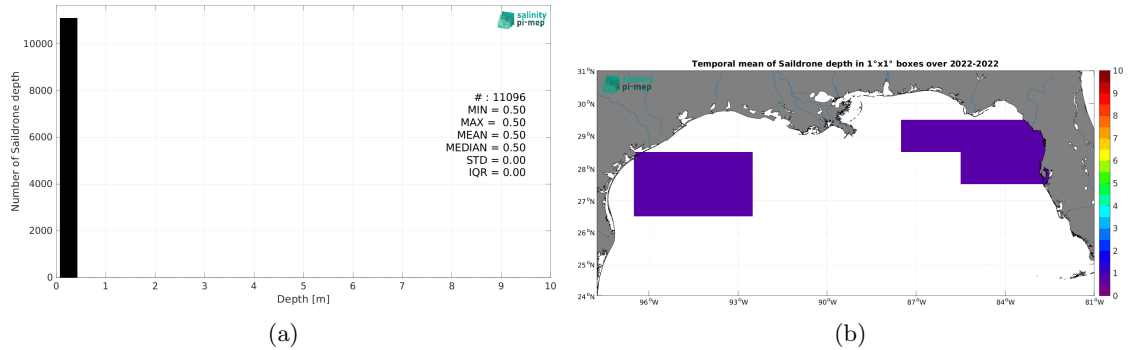 salinity
pi-mep
Number of Saildrone depth
10000
8000
6000
4000
2000
0
# : 11096
MIN = 0.50
MAX = 0.50
MEAN = 0.50
MEDIAN = 0.50
STD = 0.00
IQR = 0.00
0 1 2 3 4 5 6 7 8 9 10
Depth [m]
(a)
Temporal mean of Saildrone depth in 1°x1° boxes over 2022-2022
salinity
pi-mep
31°N
30°N
29°N
28°N
27°N
26°N
25°N
24°N
96°W 93°W 90°W 87°W 84°W 81°W
10
9
8
7
6
5
4
3
2
1
0
(b)